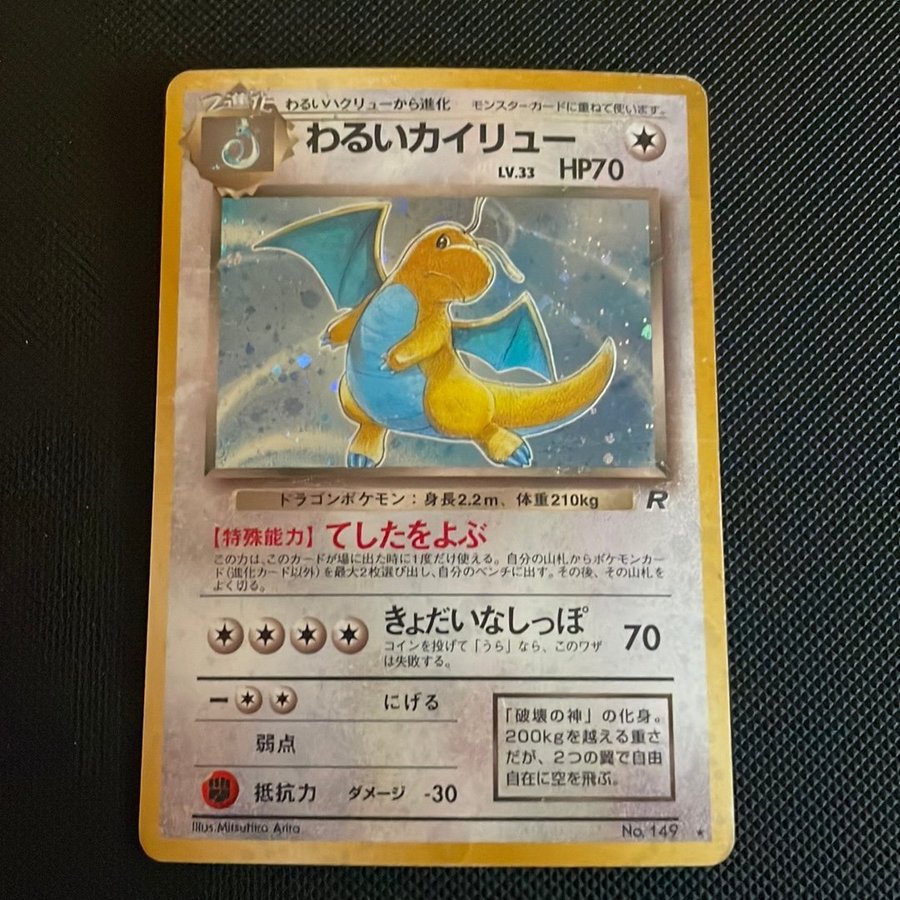 2進化 わるいハクリューから進化 モンスターカードに重ねて使います。
わるいカイリュー
LV.33 HP70
ドラゴンポケモン:身長2.2m、体重210kg
R
【特殊能力】てしたをよぶ
この力は、このカードが場に出た時に1度だけ使える。自分の山札からポケモンカー
ド(進化カード以外)を最大2枚選び出し、自分のベンチに出す。その後、その山札を
よく切る。
きょだいなしっぽ 70
コインを投げて「うら」なら、このワザ
は失敗する。
ー にげる
弱点
抵抗力 ダメージ -30
「破壊の神」の化身。
200kgを越える重さ
だが、2つの翼で自由
自在に空を飛ぶ。
Illus.Mitsuhiro Arita
No. 149 ★